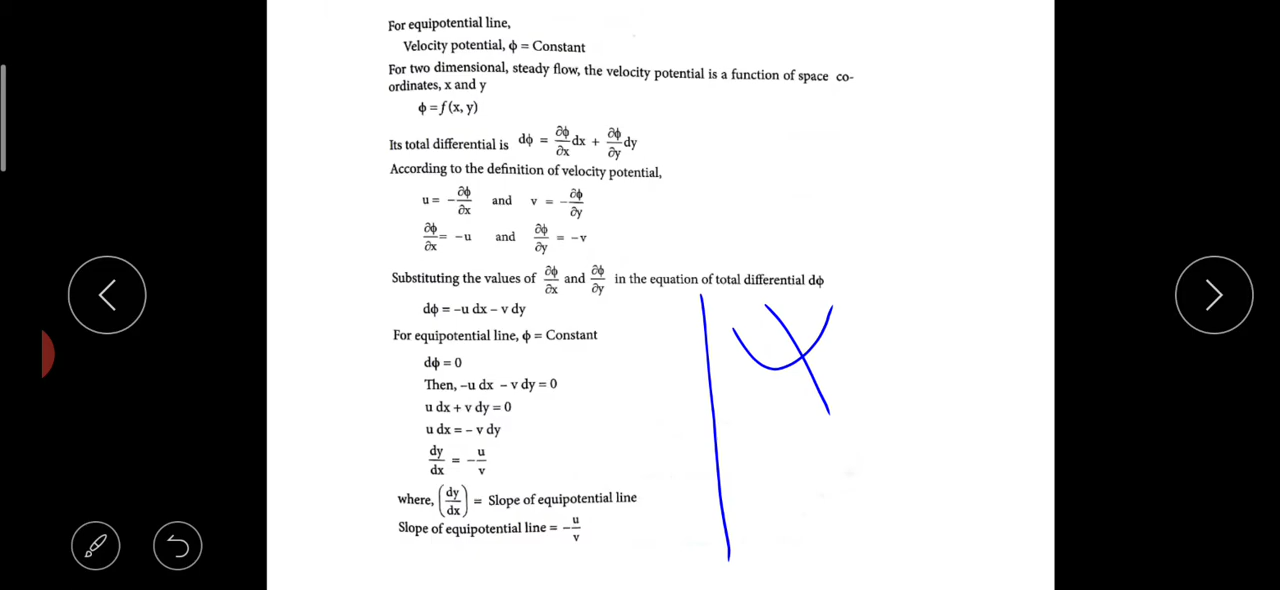 For equipotential line,
Velocity potential, ϕ = Constant
For two dimensional, steady flow, the velocity potential is a function of space co-
ordinates, x and y
ϕ = f (x, y)
Its total differential is dϕ = ∂ϕ/∂x dx + ∂ϕ/∂y dy
According to the definition of velocity potential,
u = -∂ϕ/∂x and v = -∂ϕ/∂y
∂ϕ/∂x = -u and ∂ϕ/∂y = -v
Substituting the values of ∂ϕ/∂x and ∂ϕ/∂y in the equation of total differential dϕ
dϕ = -u dx - v dy
For equipotential line, ϕ = Constant
dϕ = 0
Then, -u dx - v dy = 0
u dx + v dy = 0
u dx = - v dy
dy/dx = -u/v
where, (dy/dx) = Slope of equipotential line
Slope of equipotential line = -u/v